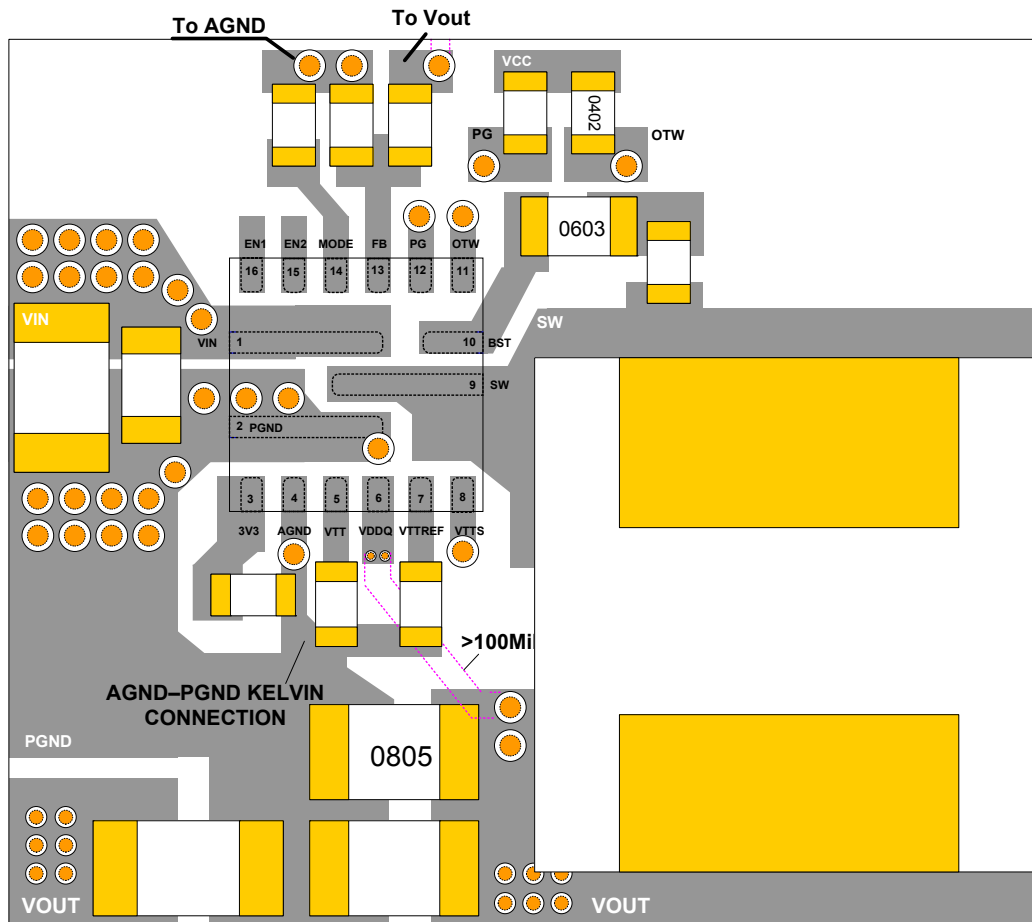 To AGND
To Vout
VCC
0402
PG
OTW
0603
EN1 EN2 MODE FB PG OTW
16 15 14 13 12 11
VIN
SW
VIN 1
10 BST
9 SW
2 PGND
3 4 5 6 7 8
3V3 AGND VTT VDDQ VTTREF VTTS
>100Mil
AGND–PGND KELVIN
CONNECTION
PGND
0805
VOUT
VOUT